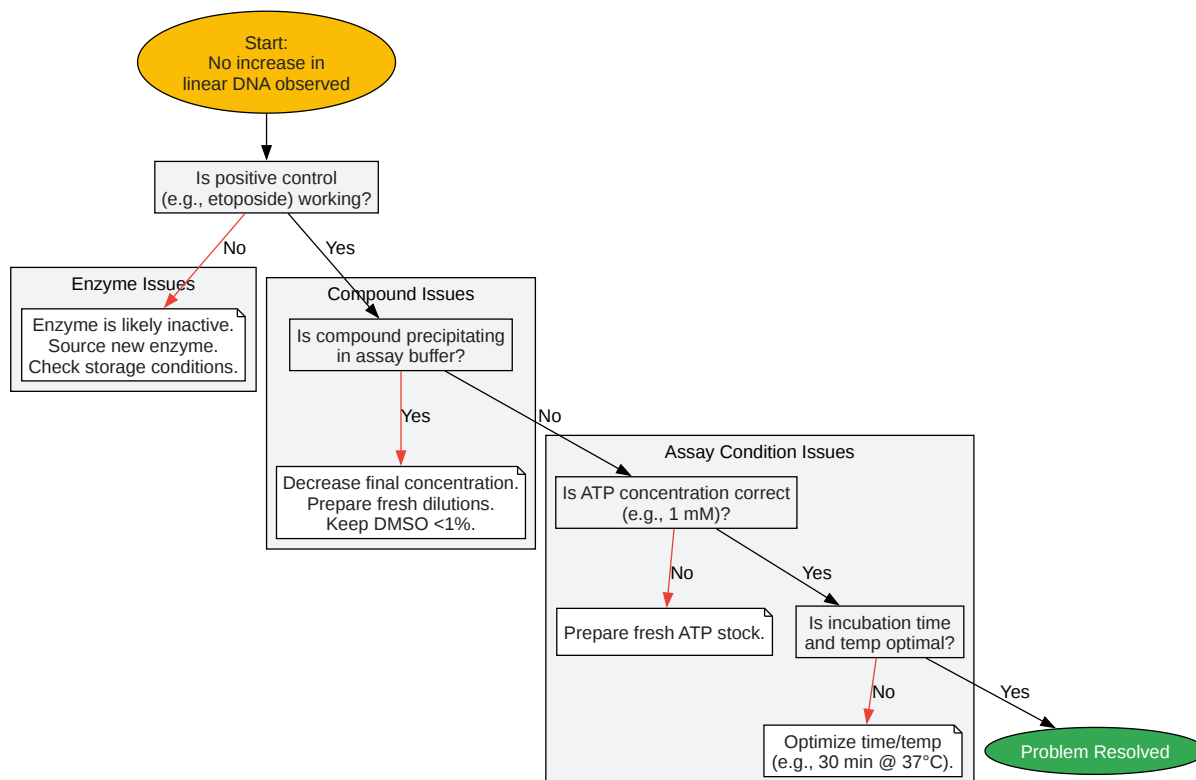 Start:
No increase in
linear DNA observed
Is positive control
(e.g., etoposide) working?
No
Yes
Enzyme Issues
Enzyme is likely inactive.
Source new enzyme.
Check storage conditions.
Compound Issues
Is compound precipitating
in assay buffer?
Yes
No
Decrease final concentration.
Prepare fresh dilutions.
Keep DMSO <1%.
Assay Condition Issues
Is ATP concentration correct
(e.g., 1 mM)?
No
Yes
Prepare fresh ATP stock.
Is incubation time
and temp optimal?
No
Yes
Optimize time/temp
(e.g., 30 min @ 37°C).
Problem Resolved